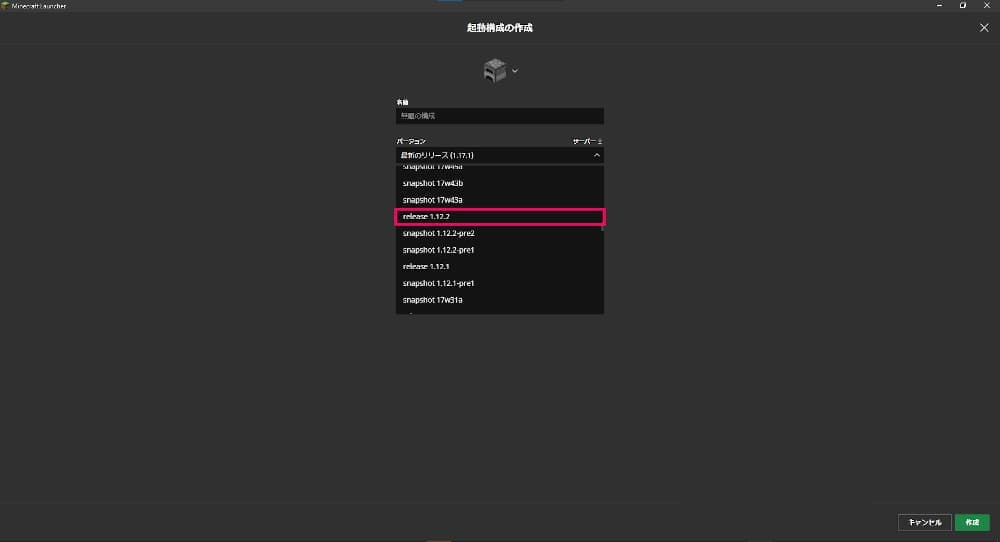 Minecraft Launcher
起動構成の作成
名前
無題の構成
バージョン
サーバー
最新のリリース (1.17.1)
snapshot 17w45a
snapshot 17w43b
snapshot 17w43a
release 1.12.2
snapshot 1.12.2-pre2
snapshot 1.12.2-pre1
release 1.12.1
snapshot 1.12.1-pre1
snapshot 17w31a
キャンセル
作成